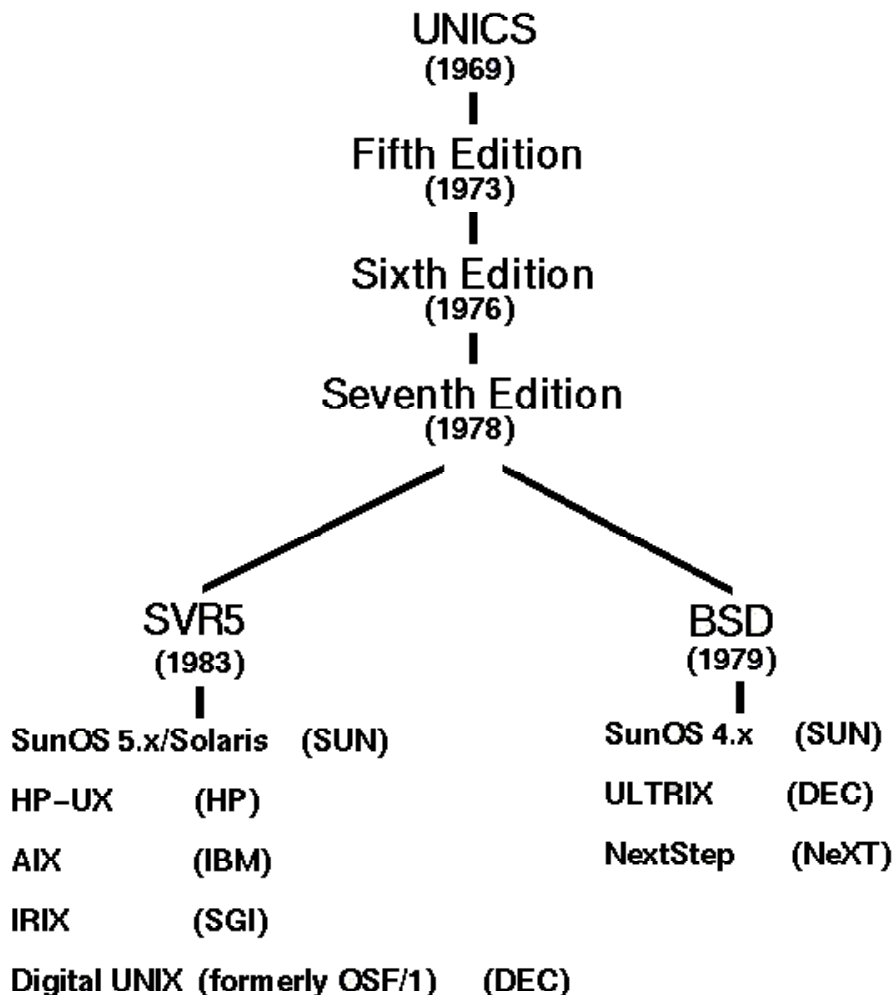 UNICS
(1969)
Fifth Edition
(1973)
Sixth Edition
(1976)
Seventh Edition
(1978)
SVR5
(1983)
SunOS 5.x/Solaris (SUN)
HP-UX (HP)
AIX (IBM)
IRIX (SGI)
Digital UNIX (formerly OSF/1) (DEC)
BSD
(1979)
SunOS 4.x (SUN)
ULTRIX (DEC)
NextStep (NeXT)